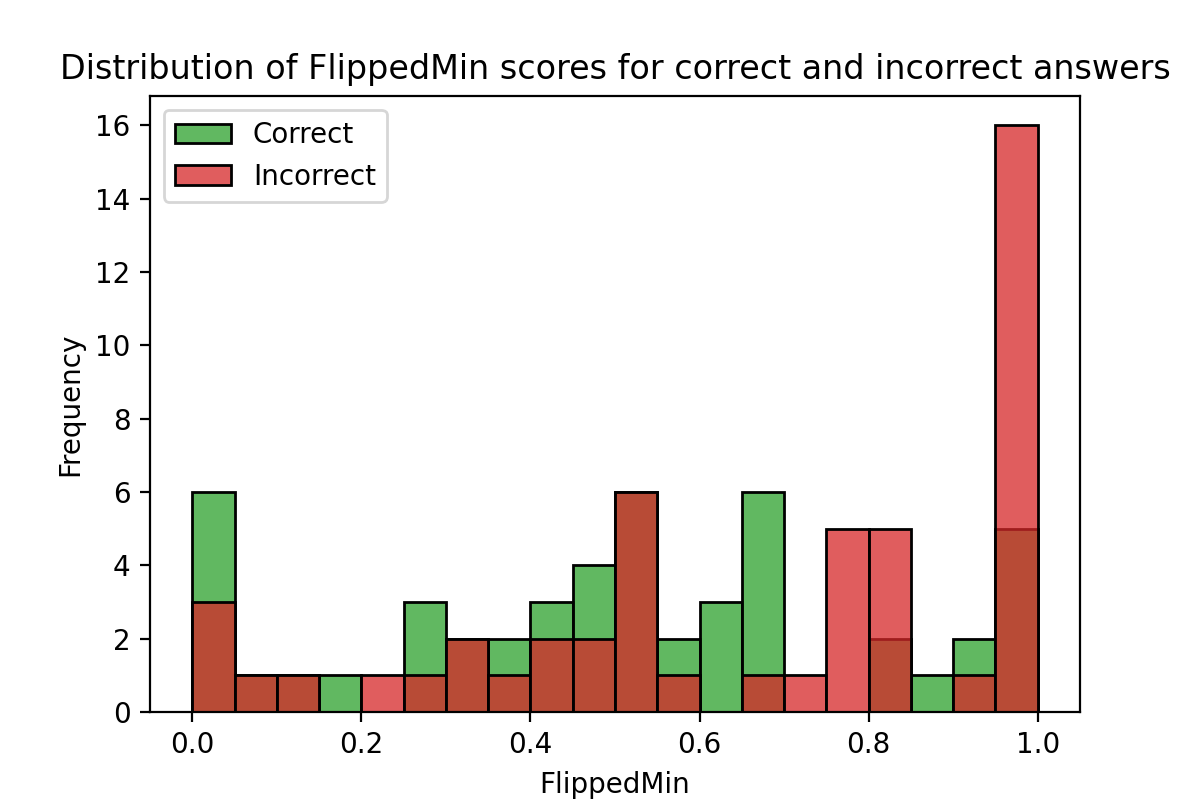 Distribution of FlippedMin scores for correct and incorrect answers
Correct
Incorrect
16
14
12
10
8
6
4
2
0
Frequency
0.0 0.2 0.4 0.6 0.8 1.0
FlippedMin